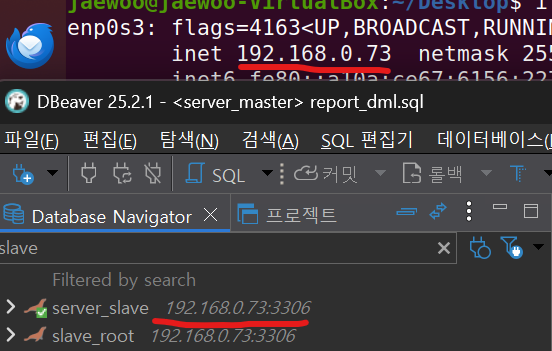 jaewoo@jaewoo-VirtualBox:~/Desktop$ i
enp0s3: flags=4163<UP,BROADCAST,RUNNIN
inet 192.168.0.73 netmask 255
inet6 fe80::a10a:ce67:6156:227
DBeaver 25.2.1 - <server_master> report_dml.sql
파일(F) 편집(E) 탐색(N) 검색(A) SQL 편집기 데이터베이스(
SQL 커밋 롤백 T
Database Navigator 프로젝트
slave
Filtered by search
server_slave 192.168.0.73:3306
slave_root 192.168.0.73:3306